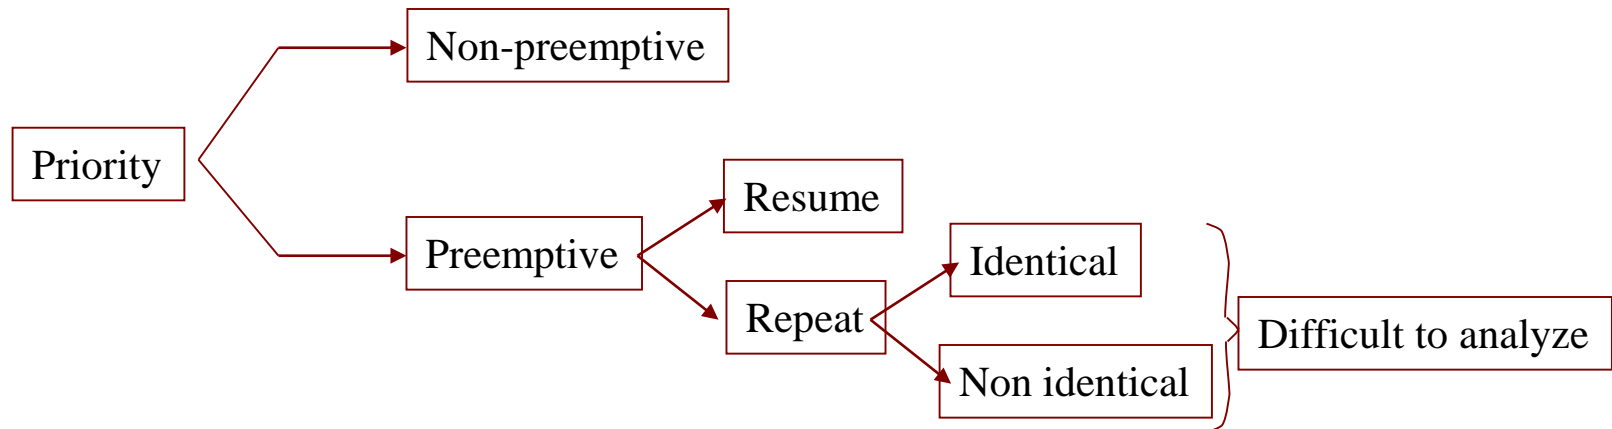 Non-preemptive
Priority
Preemptive
Resume
Repeat
Identical
Non identical
Difficult to analyze